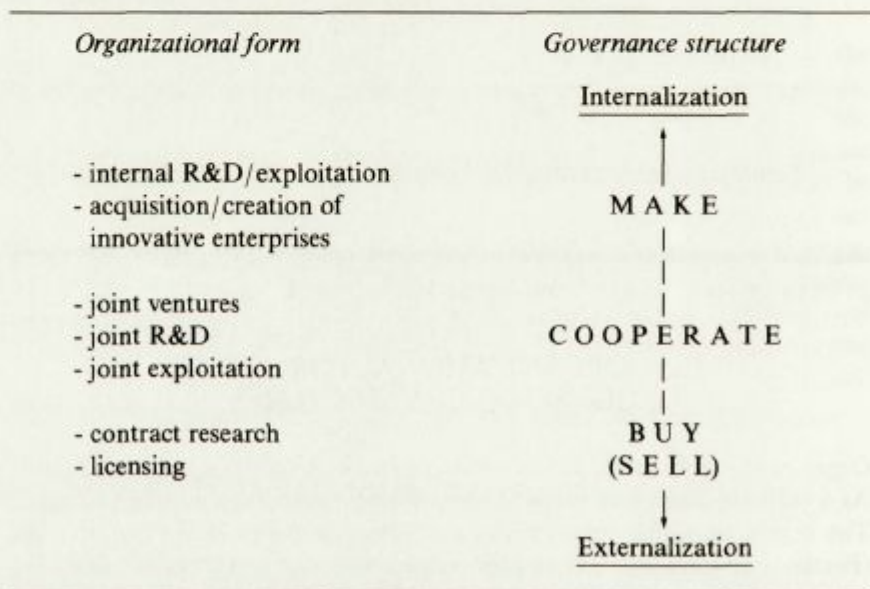 Organizational form Governance structure
Internalization
- internal R&D/exploitation
- acquisition/creation of MAKE
innovative enterprises
- joint ventures
- joint R&D COOPERATE
- joint exploitation
- contract research BUY
- licensing (SELL)
Externalization